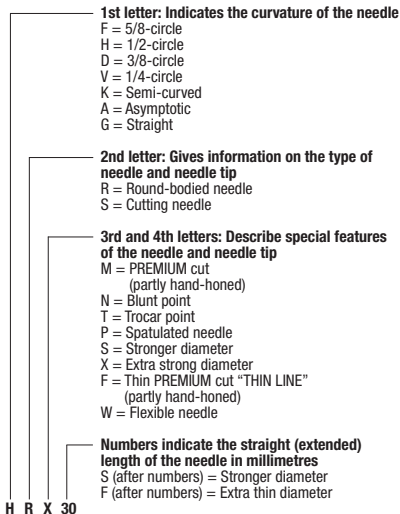 1st letter: Indicates the curvature of the needle
F = 5/8-circle
H = 1/2-circle
D = 3/8-circle
V = 1/4-circle
K = Semi-curved
A = Asymptotic
G = Straight
2nd letter: Gives information on the type of
needle and needle tip
R = Round-bodied needle
S = Cutting needle
3rd and 4th letters: Describe special features
of the needle and needle tip
M = PREMIUM cut
(partly hand-honed)
N = Blunt point
T = Trocar point
P = Spatulated needle
S = Stronger diameter
X = Extra strong diameter
F = Thin PREMIUM cut “THIN LINE”
(partly hand-honed)
W = Flexible needle
Numbers indicate the straight (extended)
length of the needle in millimetres
S (after numbers) = Stronger diameter
F (after numbers) = Extra thin diameter
H R X 30